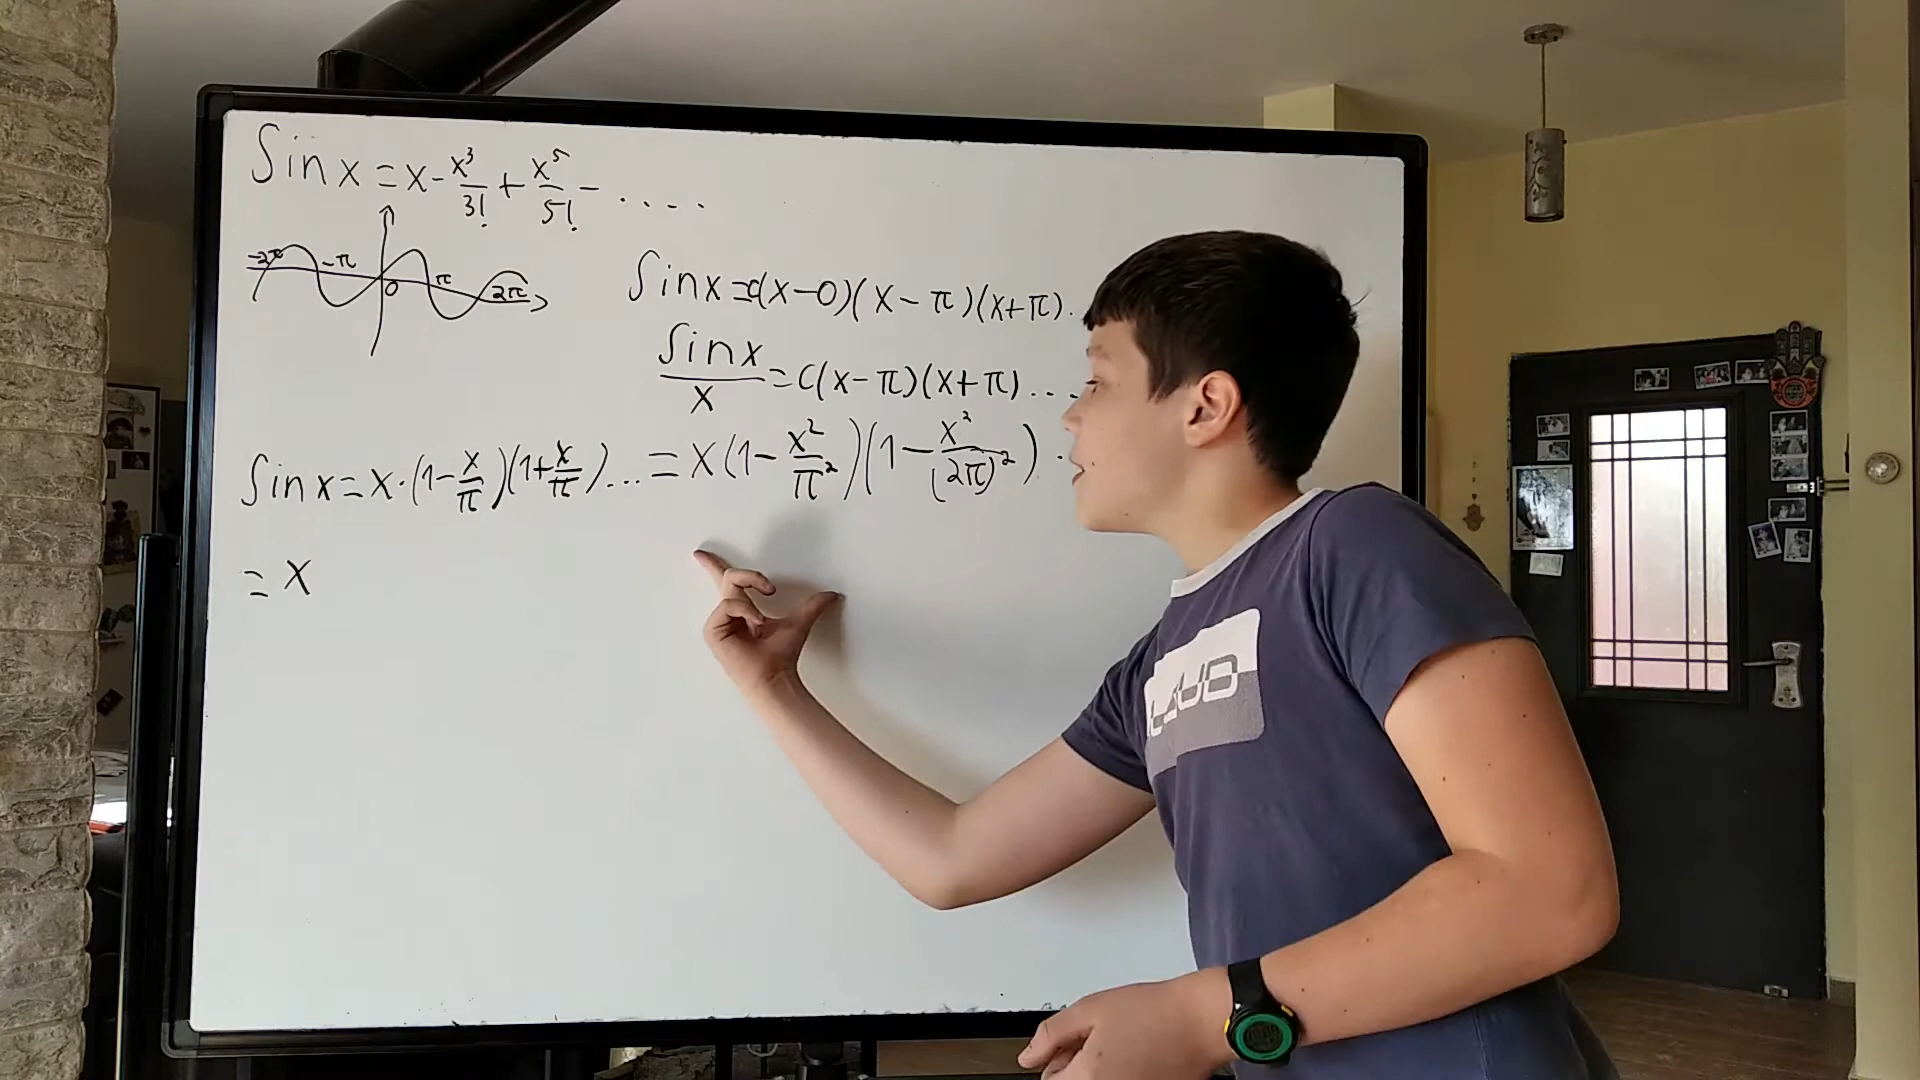 Sin x = x - x³/3! + x⁵/5! - ....
-2π -π 0 π 2π
Sin x = c(x-0)(x-π)(x+π).
Sin x/x = c(x-π)(x+π)...
Sin x = x·(1-x/π)(1+x/π)... = x(1-x²/π²)(1-x²/(2π)²).
= x